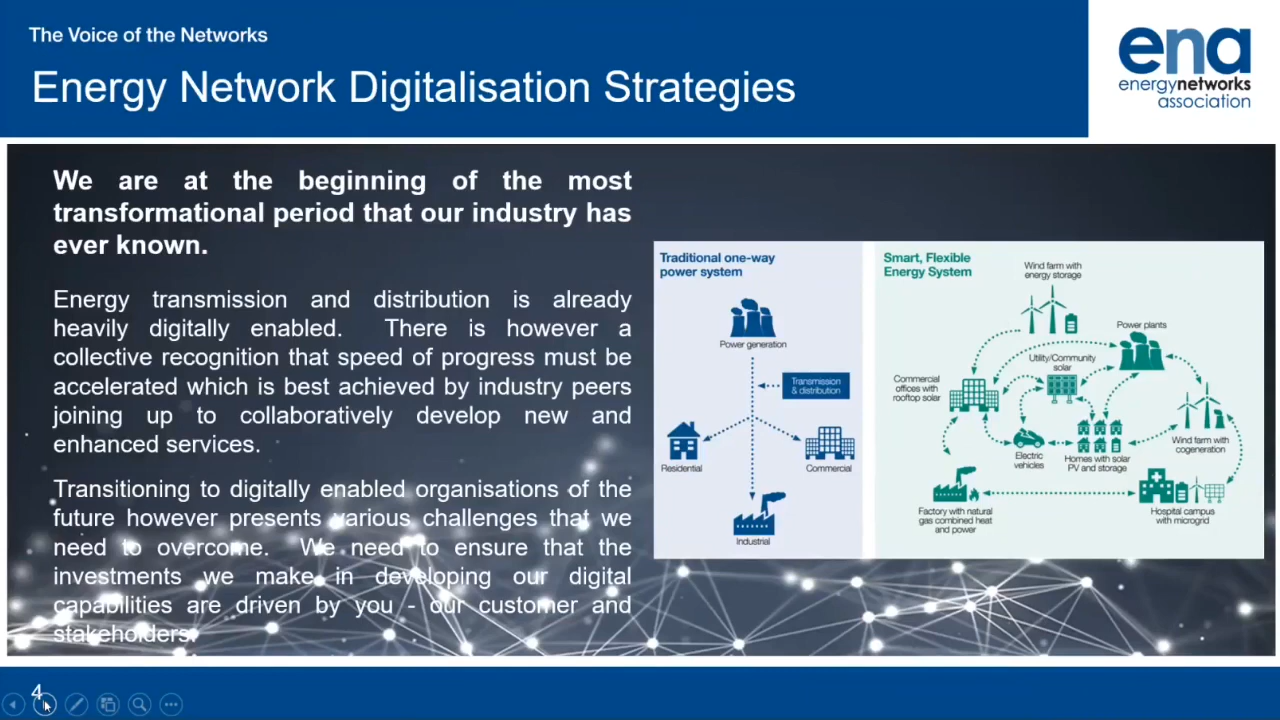 The Voice of the Networks
Energy Network Digitalisation Strategies
ena
energynetworks
association
We are at the beginning of the most
transformational period that our industry has
ever known.
Energy transmission and distribution is already
heavily digitally enabled. There is however a
collective recognition that speed of progress must be
accelerated which is best achieved by industry peers
joining up to collaboratively develop new and
enhanced services.
Transitioning to digitally enabled organisations of the
future however presents various challenges that we
need to overcome. We need to ensure that the
investments we make in developing our digital
capabilities are driven by you - our customer and
stakeholders.
Traditional one-way
power system
Power generation
Transmission
& distribution
Residential
Commercial
Industrial
Smart, Flexible
Energy System
Wind farm with
energy storage
Power plants
Utility/Community
solar
Commercial
offices with
rooftop solar
Wind farm with
cogeneration
Electric
vehicles
Homes with solar
PV and storage
Factory with natural
gas combined heat
and power
Hospital campus
with microgrid
4